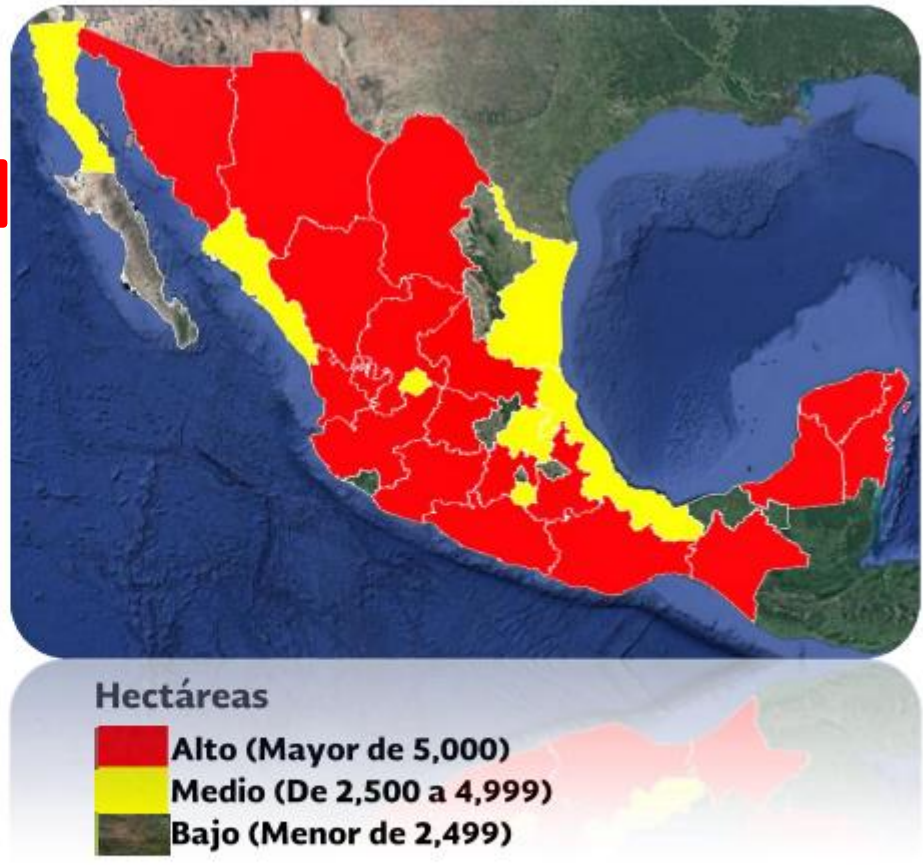 Hectáreas
Alto (Mayor de 5,000)
Medio (De 2,500 a 4,999)
Bajo (Menor de 2,499)